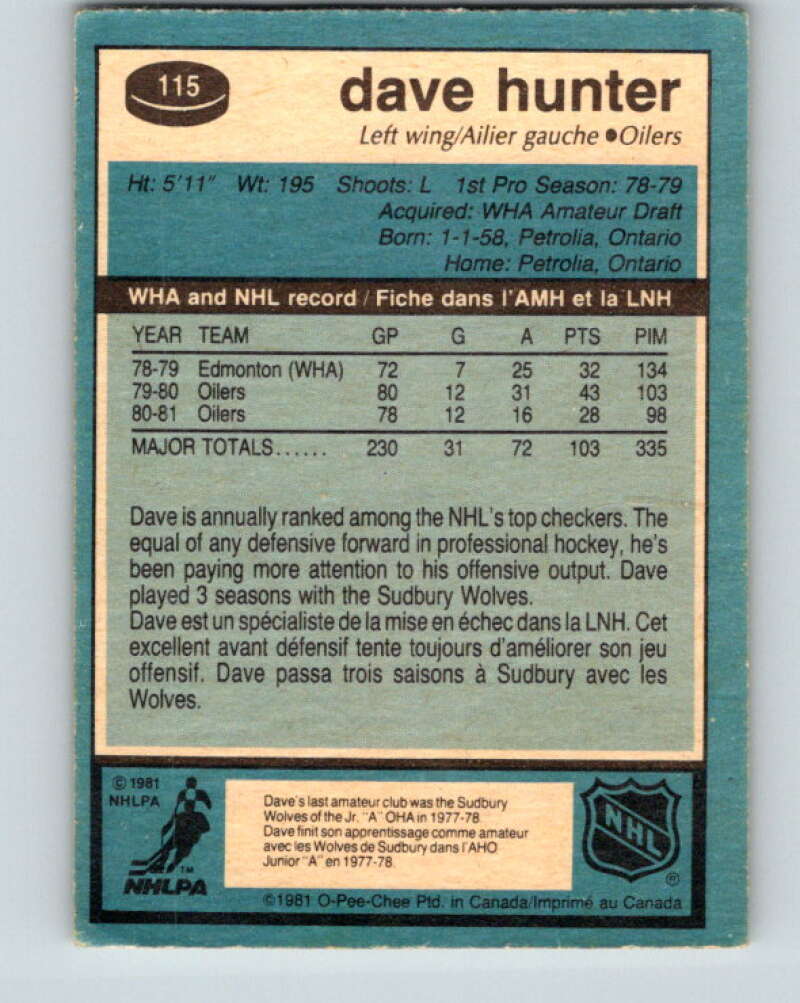 115
dave hunter
Left wing/Ailier gauche ●Oilers
Ht: 5'11" Wt: 195 Shoots: L 1st Pro Season: 78-79
Acquired: WHA Amateur Draft
Born: 1-1-58, Petrolia, Ontario
Home: Petrolia, Ontario
WHA and NHL record / Fiche dans l'AMH et la LNH
YEAR TEAM GP G A PTS PIM
78-79 Edmonton (WHA) 72 7 25 32 134
79-80 Oilers 80 12 31 43 103
80-81 Oilers 78 12 16 28 98
MAJOR TOTALS...... 230 31 72 103 335
Dave is annually ranked among the NHL's top checkers. The
equal of any defensive forward in professional hockey, he's
been paying more attention to his offensive output. Dave
played 3 seasons with the Sudbury Wolves.
Dave est un spécialiste de la mise en échec dans la LNH. Cet
excellent avant défensif tente toujours d'améliorer son jeu
offensif. Dave passa trois saisons à Sudbury avec les
Wolves.
© 1981
NHLPA
TM
NHLPA
Dave's last amateur club was the Sudbury
Wolves of the Jr. "A" OHA in 1977-78.
Dave finit son apprentissage comme amateur
avec les Wolves de Sudbury dans l'AHO
Junior "A" en 1977-78.
NHL
®
©1981 O-Pee-Chee Ptd. in Canada/Imprimé au Canada